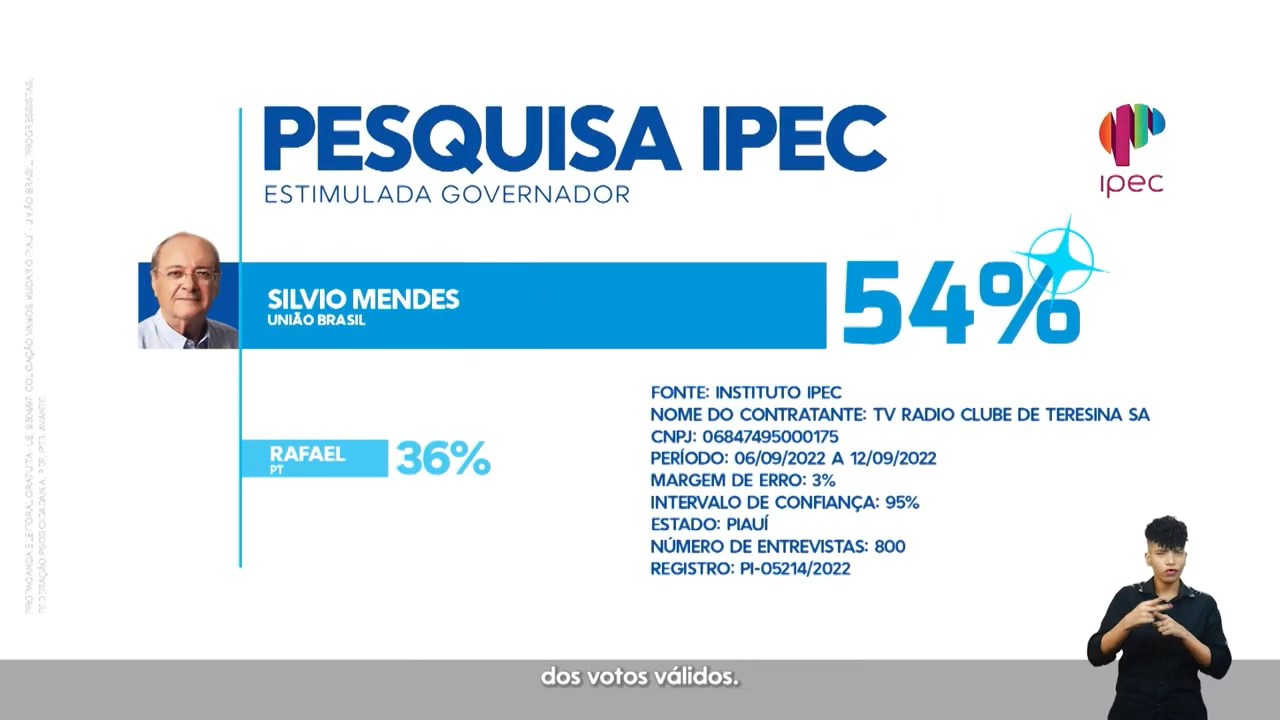 PESQUISA IPEC
ESTIMULADA GOVERNADOR
ipec
SILVIO MENDES
UNIÃO BRASIL
54%
RAFAEL
PT
36%
FONTE: INSTITUTO IPEC
NOME DO CONTRATANTE: TV RADIO CLUBE DE TERESINA SA
CNPJ: 06847495000175
PERÍODO: 06/09/2022 A 12/09/2022
MARGEM DE ERRO: 3%
INTERVALO DE CONFIANÇA: 95%
ESTADO: PIAUÍ
NÚMERO DE ENTREVISTAS: 800
REGISTRO: PI-05214/2022
dos votos válidos.